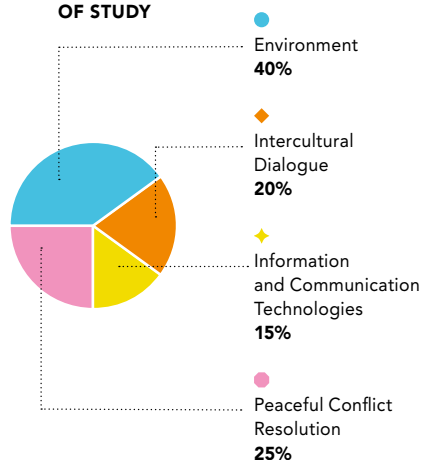 OF STUDY
Environment
40%
Intercultural
Dialogue
20%
Information
and Communication
Technologies
15%
Peaceful Conflict
Resolution
25%